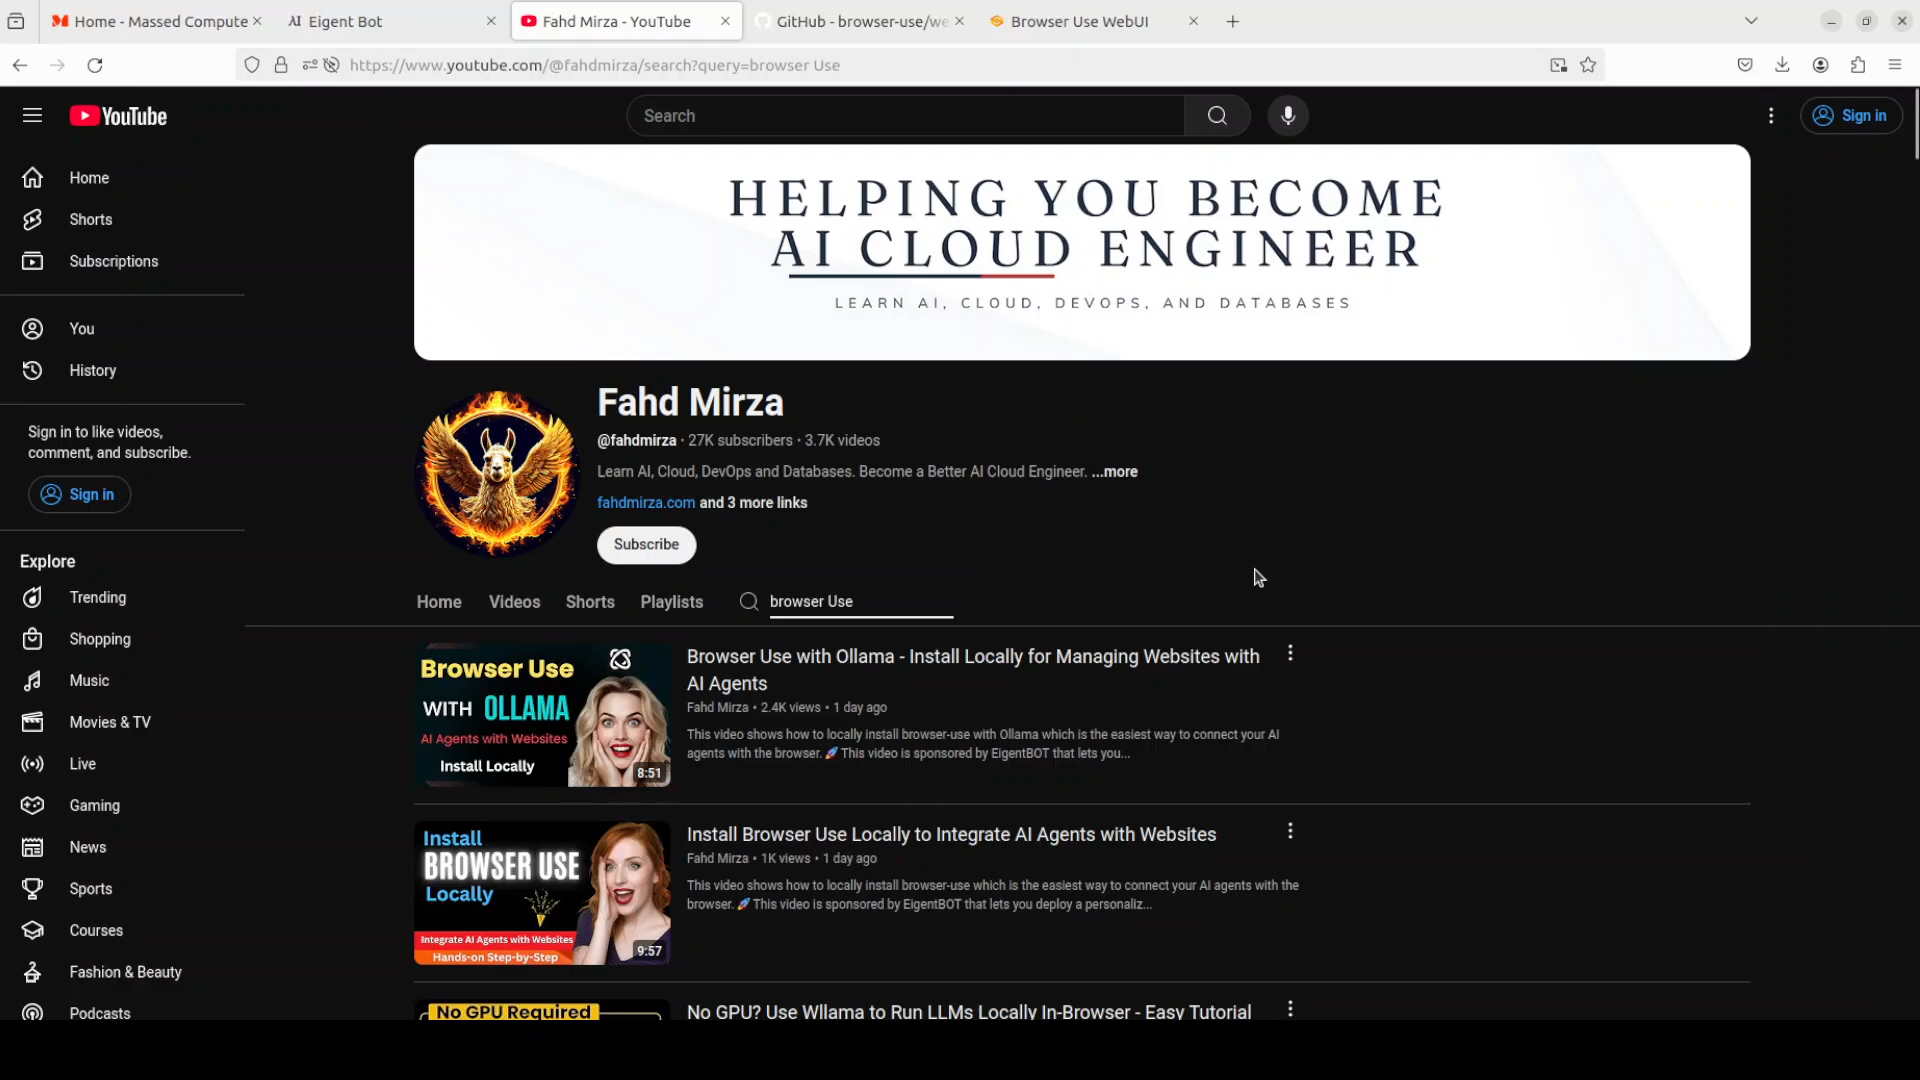 Home - Massed Compute
AI Eigent Bot
Fahd Mirza - YouTube
GitHub - browser-use/we
Browser Use WebUI
https://www.youtube.com/@fahdmirza/search?query=browser Use
YouTube
Search
Sign in
Home
Shorts
Subscriptions
You
History
Sign in to like videos,
comment, and subscribe.
Sign in
Explore
Trending
Shopping
Music
Movies & TV
Live
Gaming
News
Sports
Courses
Fashion & Beauty
Podcasts
HELPING YOU BECOME
AI CLOUD ENGINEER
LEARN AI, CLOUD, DEVOPS, AND DATABASES
Fahd Mirza
@fahdmirza · 27K subscribers · 3.7K videos
Learn AI, Cloud, DevOps and Databases. Become a Better AI Cloud Engineer. ...more
fahdmirza.com and 3 more links
Subscribe
Home Videos Shorts Playlists browser Use
Browser Use
WITH OLLAMA
AI Agents with Websites
Install Locally
8:51
Browser Use with Ollama - Install Locally for Managing Websites with
AI Agents
Fahd Mirza • 2.4K views • 1 day ago
This video shows how to locally install browser-use with Ollama which is the easiest way to connect your AI
agents with the browser. 🚀 This video is sponsored by EigentBOT that lets you...
Install
BROWSER USE
Locally
Integrate AI Agents with Websites
Hands-on Step-by-Step
9:57
Install Browser Use Locally to Integrate AI Agents with Websites
Fahd Mirza • 1K views • 1 day ago
This video shows how to locally install browser-use which is the easiest way to connect your AI agents with the
browser. 🚀 This video is sponsored by EigentBOT that lets you deploy a personaliz...
No GPU Required
No GPU? Use Wllama to Run LLMs Locally In-Browser - Easy Tutorial